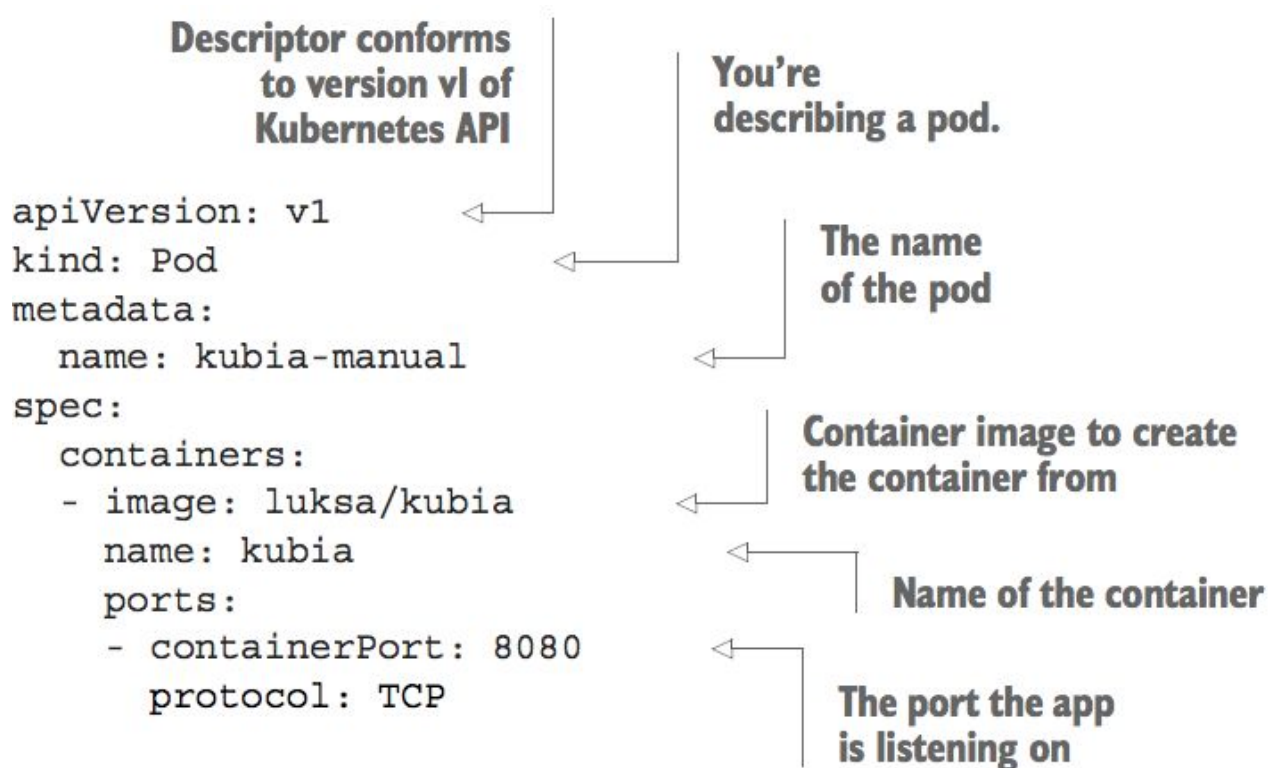 Descriptor conforms
to version vl of
Kubernetes API
You're
describing a pod.
apiVersion: v1
kind: Pod
metadata:
  name: kubia-manual
The name
of the pod
spec:
  containers:
  - image: luksa/kubia
    name: kubia
    ports:
    - containerPort: 8080
      protocol: TCP
Container image to create
the container from
Name of the container
The port the app
is listening on